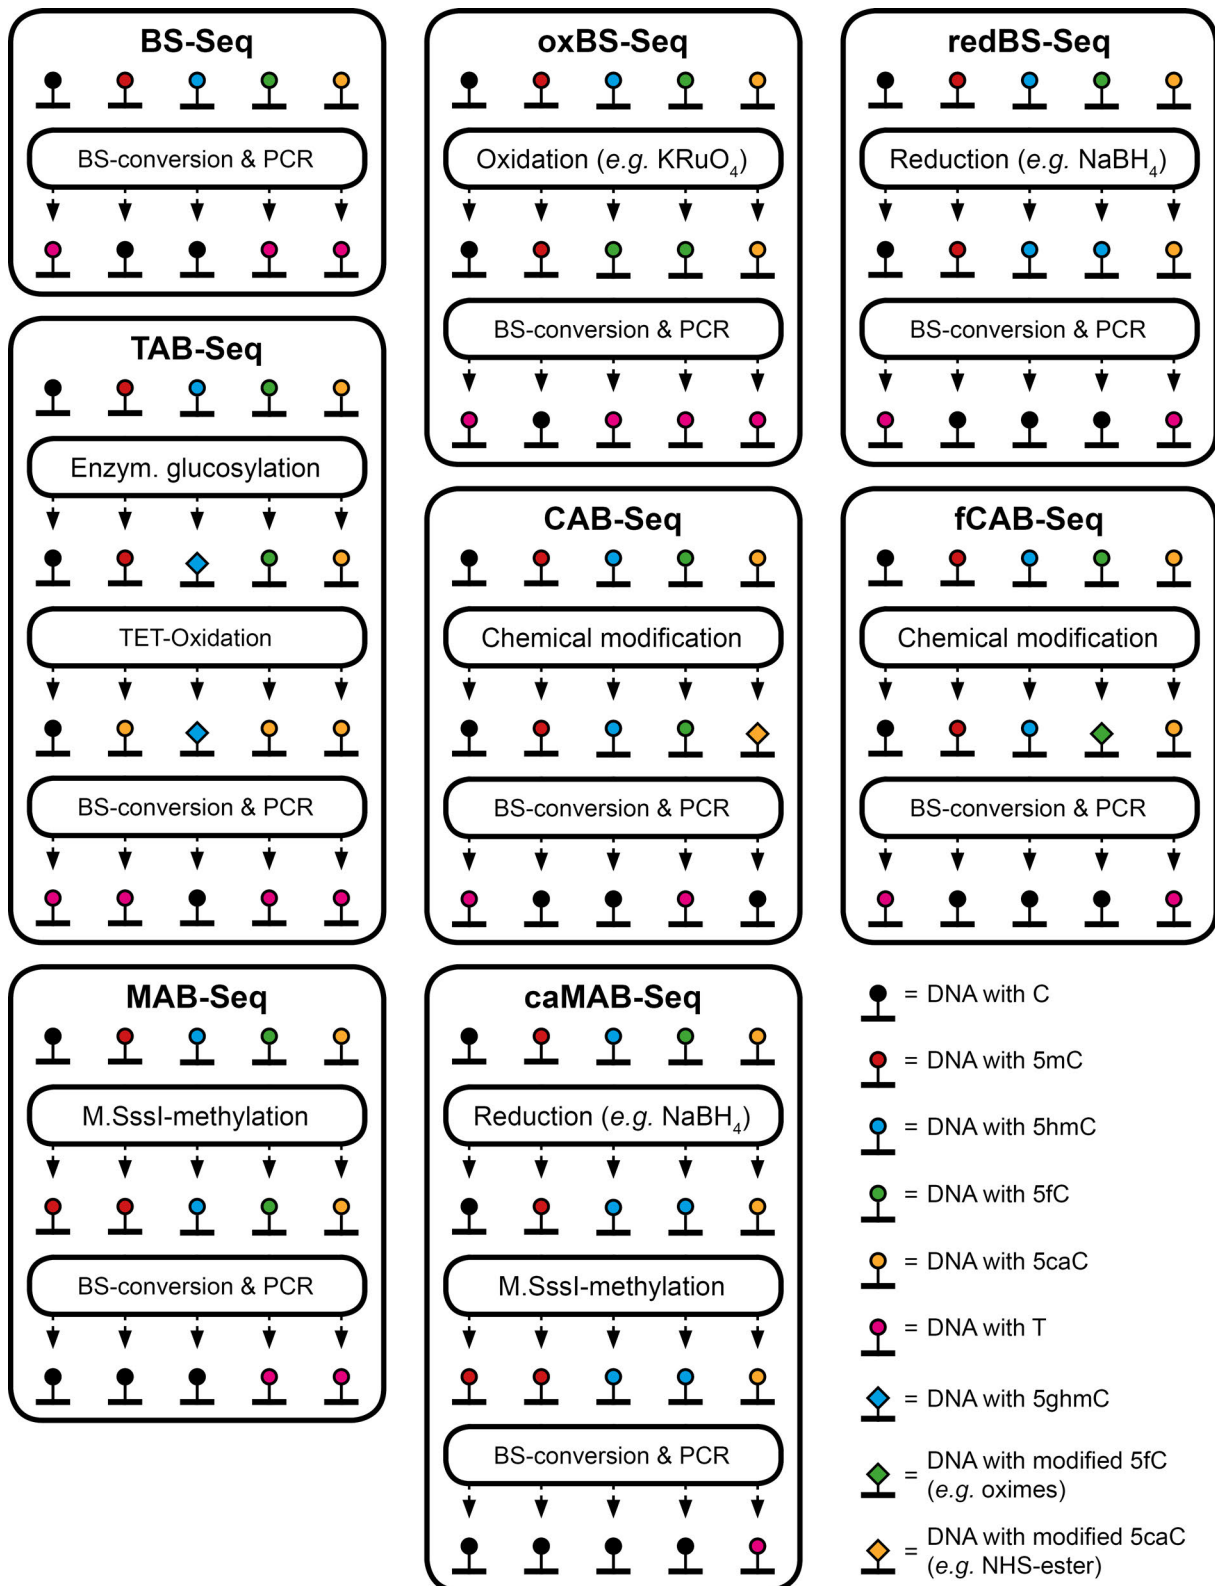 BS-Seq
BS-conversion & PCR
oxBS-Seq
Oxidation (e.g. KRuO₄)
BS-conversion & PCR
redBS-Seq
Reduction (e.g. NaBH₄)
BS-conversion & PCR
TAB-Seq
Enzym. glucosylation
TET-Oxidation
BS-conversion & PCR
CAB-Seq
Chemical modification
BS-conversion & PCR
fCAB-Seq
Chemical modification
BS-conversion & PCR
MAB-Seq
M.SssI-methylation
BS-conversion & PCR
caMAB-Seq
Reduction (e.g. NaBH₄)
M.SssI-methylation
BS-conversion & PCR
= DNA with C
= DNA with 5mC
= DNA with 5hmC
= DNA with 5fC
= DNA with 5caC
= DNA with T
= DNA with 5ghmC
= DNA with modified 5fC
(e.g. oximes)
= DNA with modified 5caC
(e.g. NHS-ester)